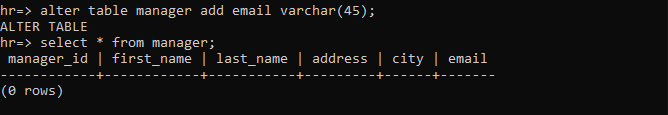 hr=> alter table manager add email varchar(45);
ALTER TABLE
hr=> select * from manager;
 manager_id | first_name | last_name | address | city | email
------------+------------+-----------+---------+------+-------
(0 rows)